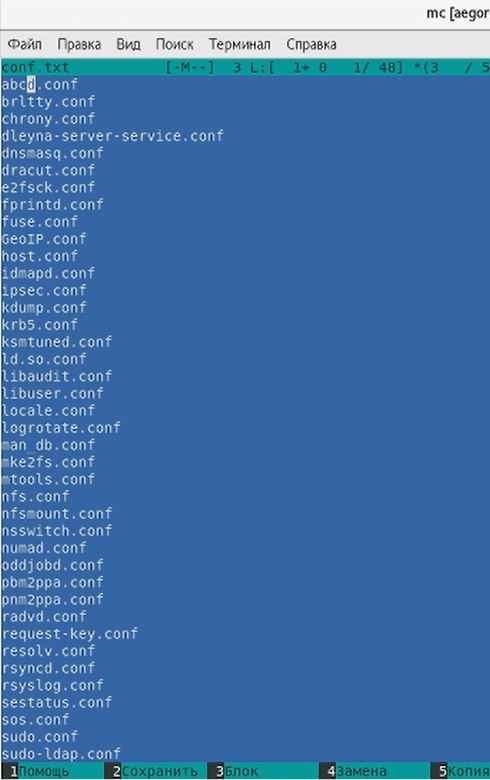 mc [aegor
Файл Правка Вид Поиск Терминал Справка
conf.txt [-M--] 3 L:[ 1+ 0 1/ 48] *(3 / 5
abcd.conf
brltty.conf
chrony.conf
dleyna-server-service.conf
dnsmasq.conf
dracut.conf
e2fsck.conf
fprintd.conf
fuse.conf
GeoIP.conf
host.conf
idmapd.conf
ipsec.conf
kdump.conf
krb5.conf
ksmtuned.conf
ld.so.conf
libaudit.conf
libuser.conf
locale.conf
logrotate.conf
man_db.conf
mke2fs.conf
mtools.conf
nfs.conf
nfsmount.conf
nsswitch.conf
numad.conf
oddjobd.conf
pbm2ppa.conf
pnm2ppa.conf
radvd.conf
request-key.conf
resolv.conf
rsyncd.conf
rsyslog.conf
sestatus.conf
sos.conf
sudo.conf
sudo-ldap.conf
1Помощь 2Сохранить 3Блок 4Замена 5Копия